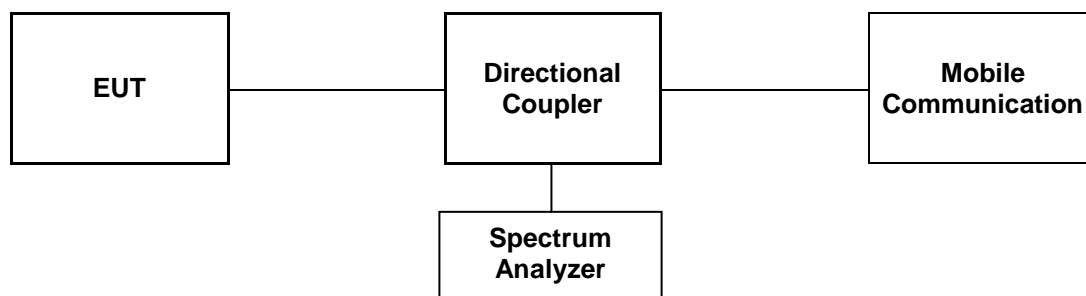 EUT
Directional
Coupler
Mobile
Communication
Spectrum
Analyzer